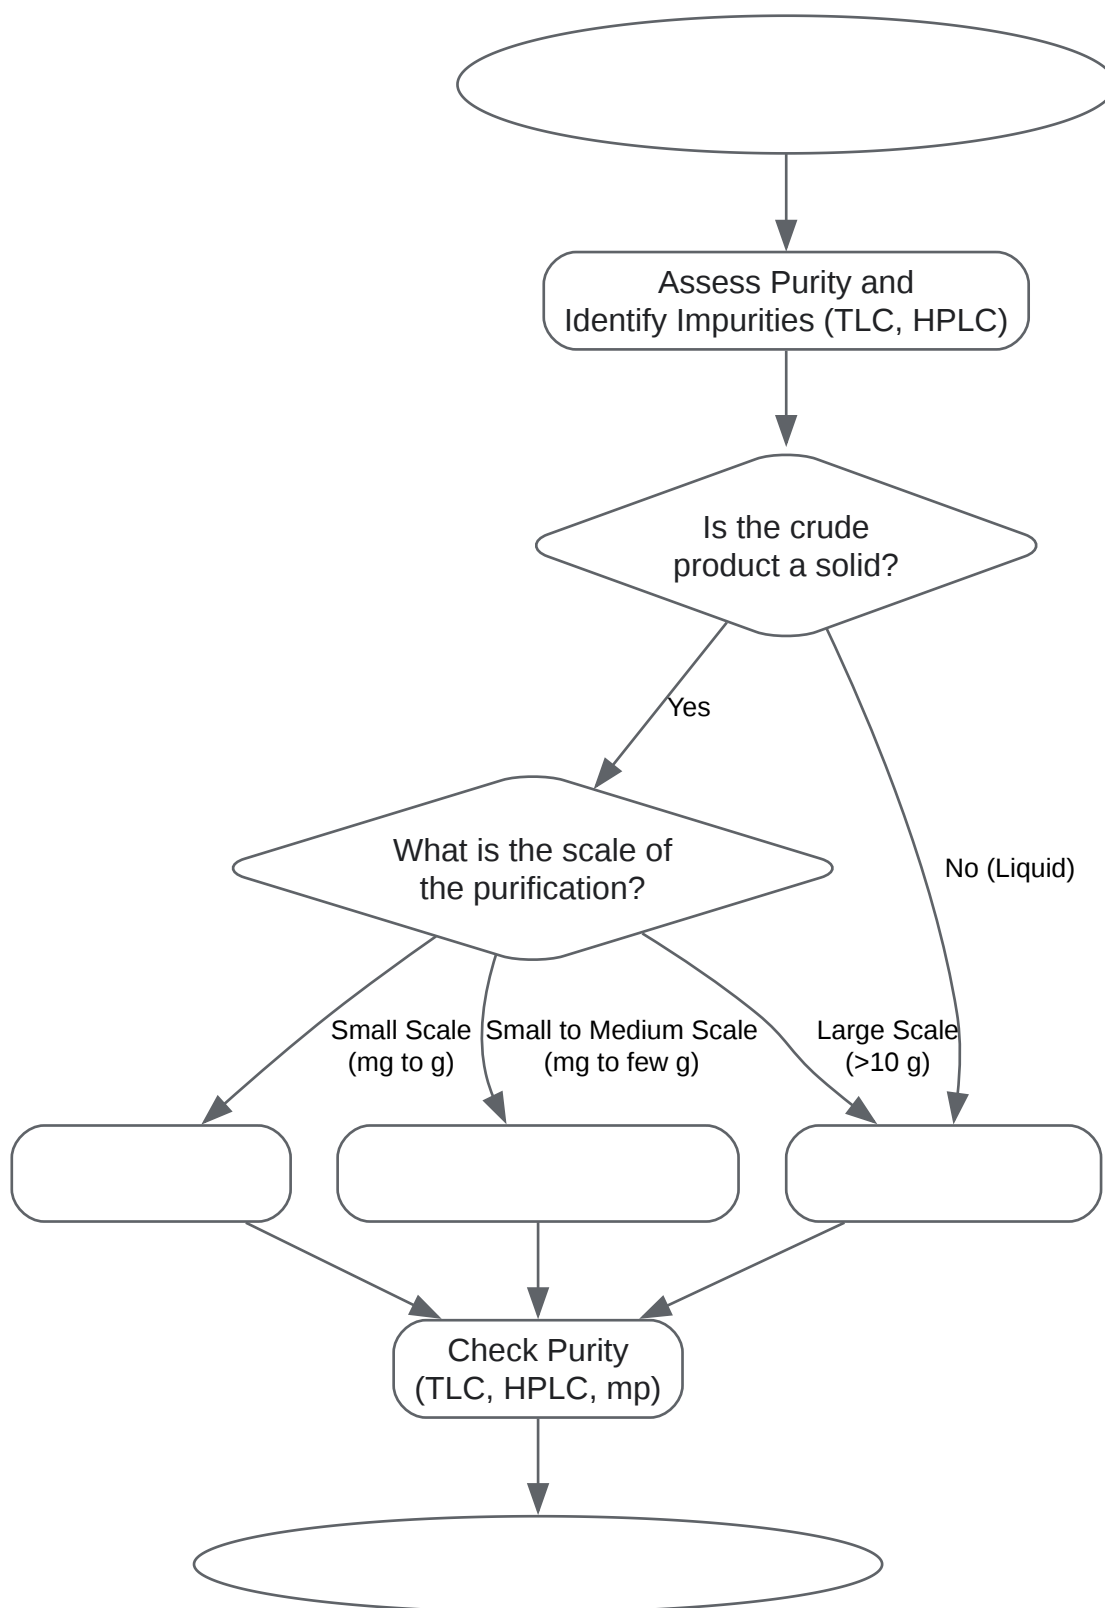 Assess Purity and
Identify Impurities (TLC, HPLC)
Is the crude
product a solid?
Yes
What is the scale of
the purification?
No (Liquid)
Small Scale
(mg to g)
Small to Medium Scale
(mg to few g)
Large Scale
(>10 g)
Check Purity
(TLC, HPLC, mp)